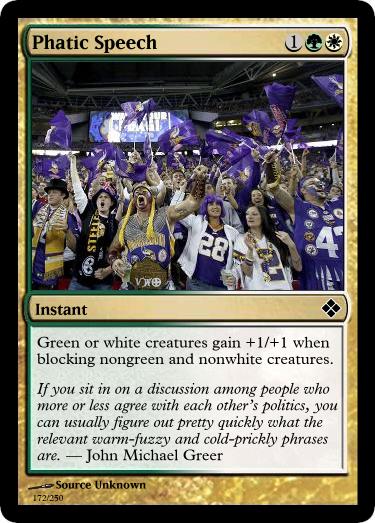 Phatic Speech
1
STEELERS
28
Instant
Green or white creatures gain +1/+1 when
blocking nongreen and nonwhite creatures.
If you sit in on a discussion among people who
more or less agree with each other's politics, you
can usually figure out pretty quickly what the
relevant warm-fuzzy and cold-prickly phrases
are. — John Michael Greer
Source Unknown
172/250